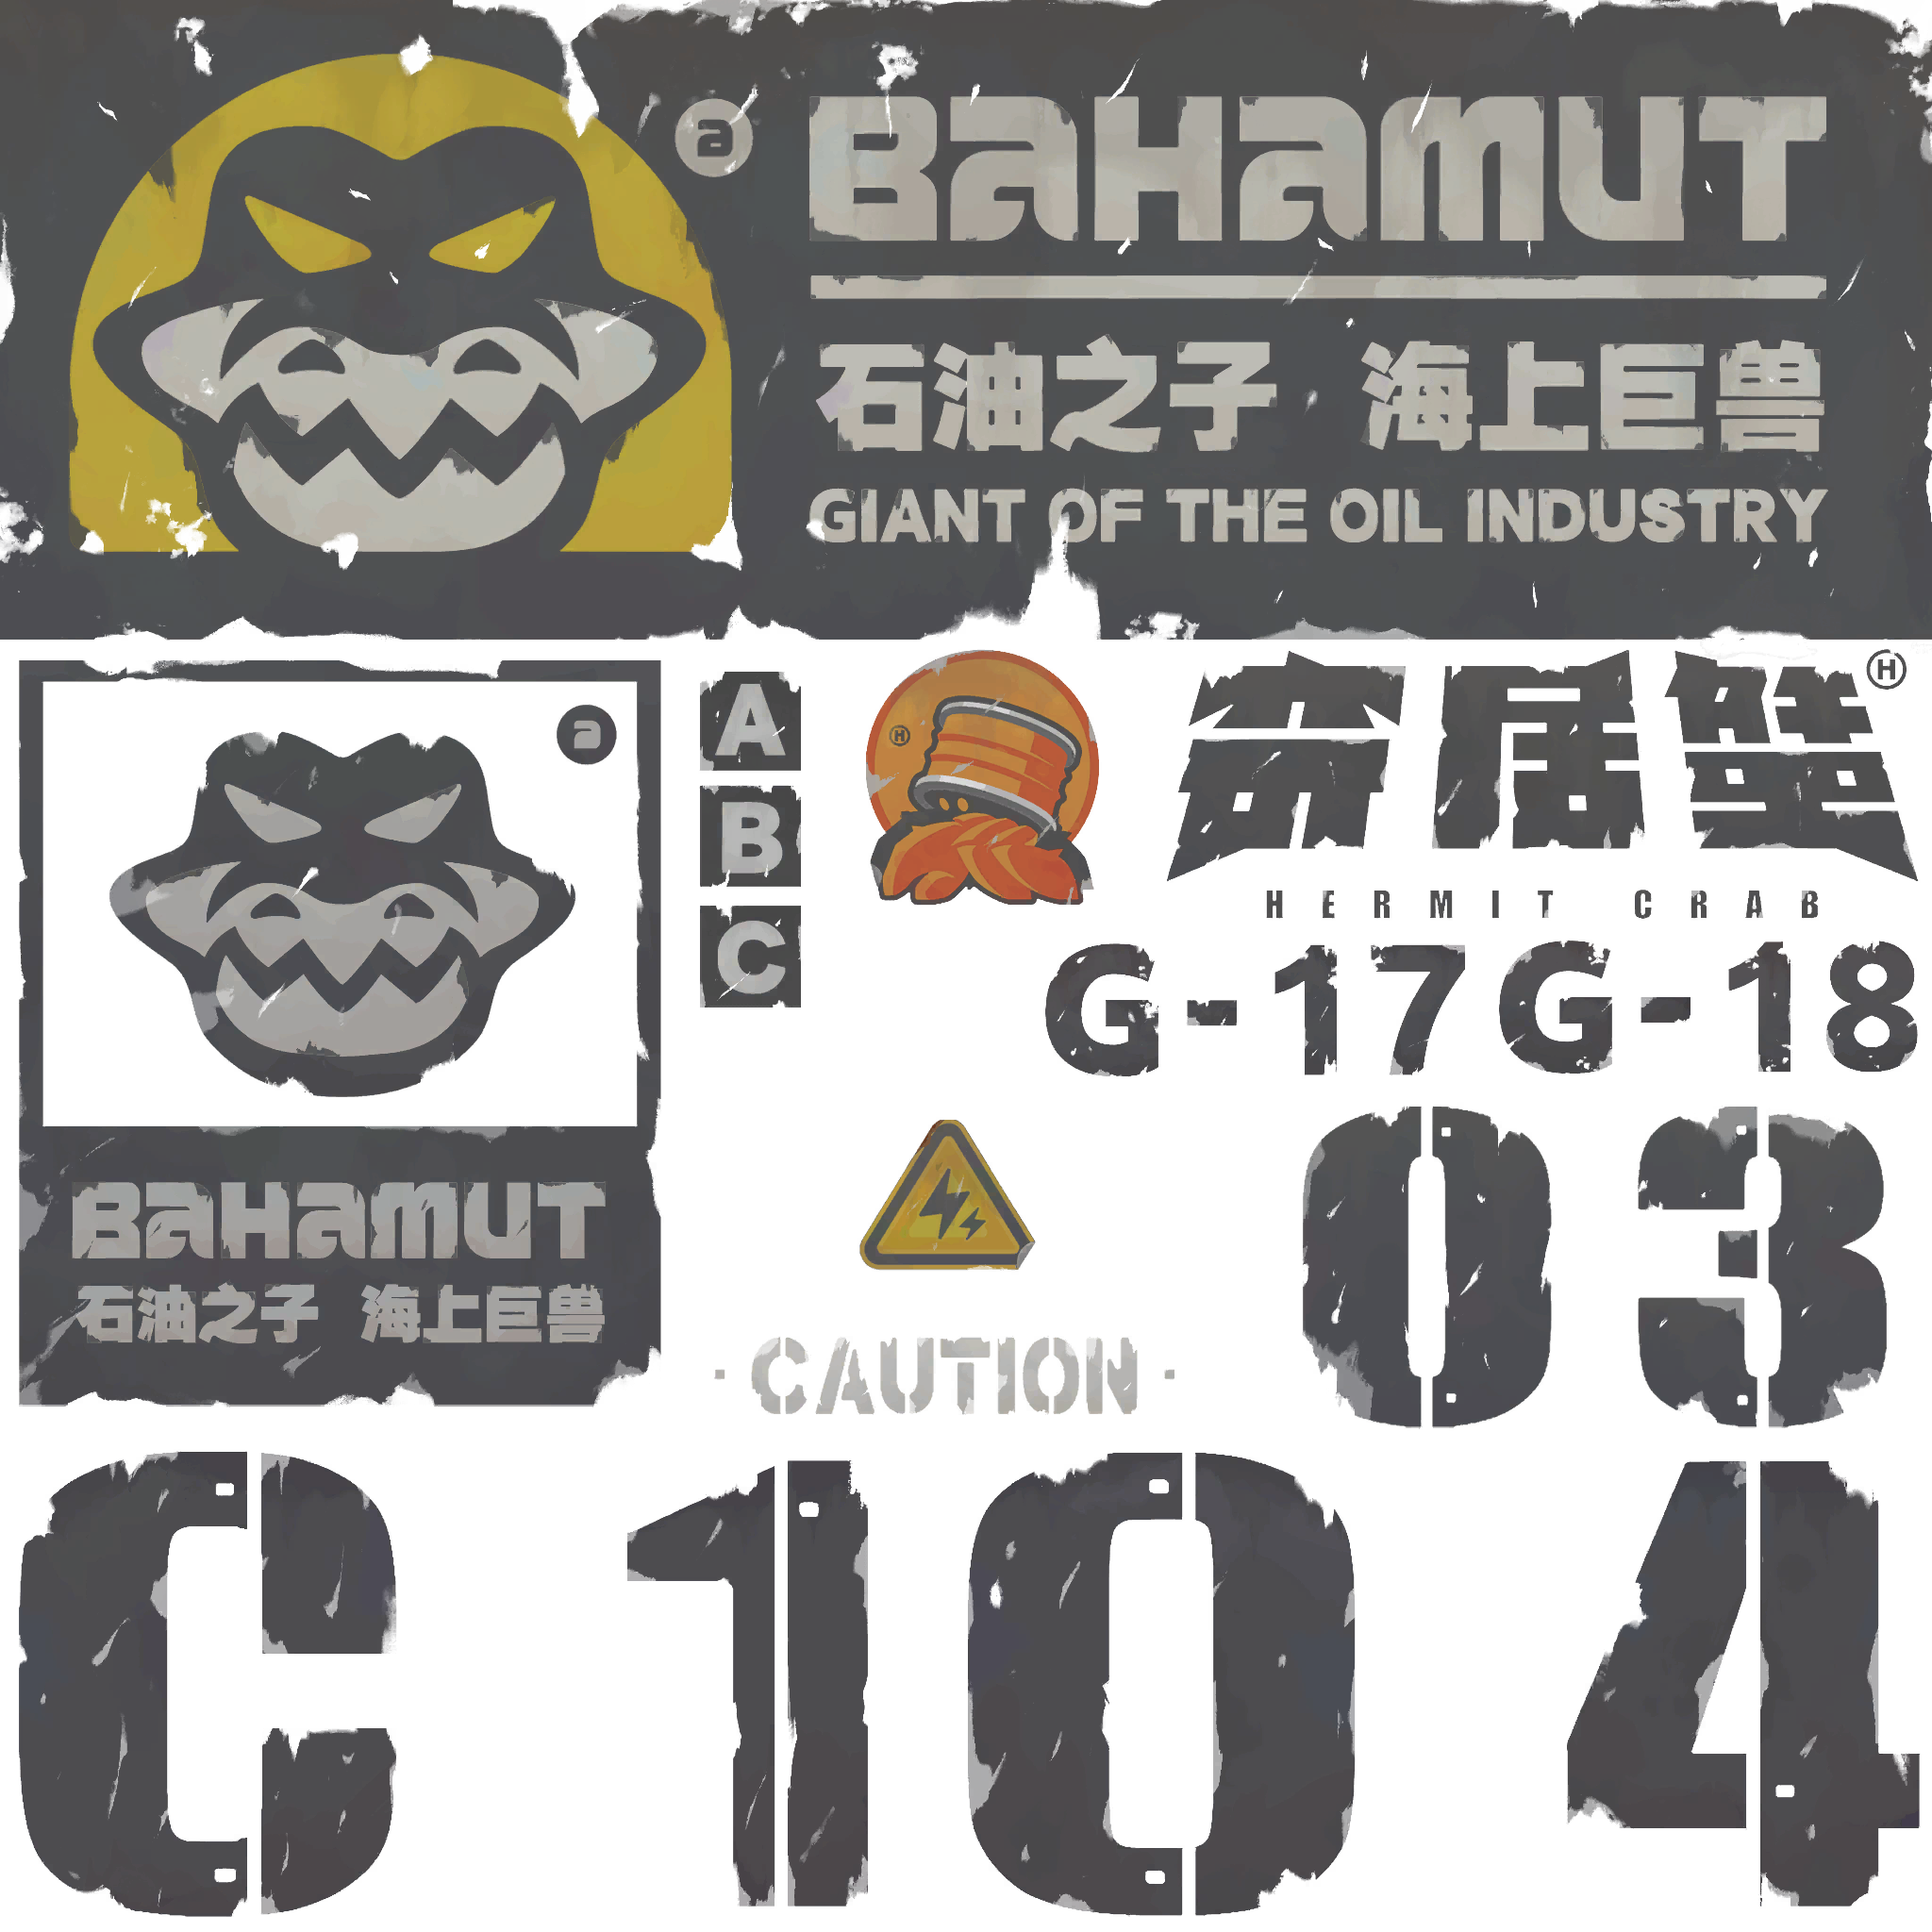 a
BaHamUT
石油之子 海上巨兽
GIANT OF THE OIL INDUSTRY
a
BaHamUT
石油之子 海上巨兽
A
B
C
H
寄居蟹
H
HERMIT CRAB
G-17G-18
03
· CAUTION ·
C 10 4